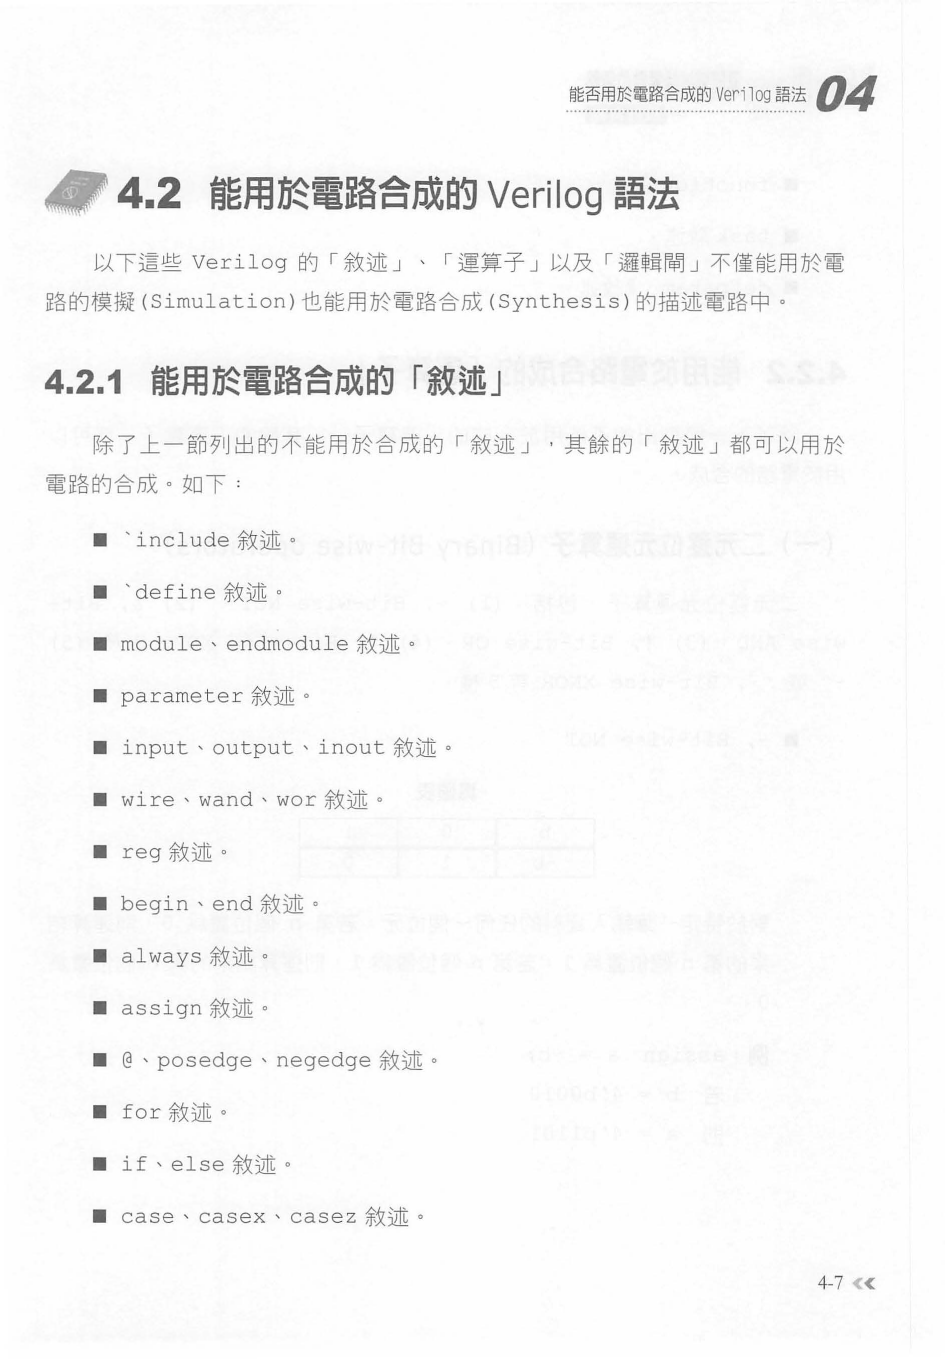 能否用於電路合成的 Verilog 語法 04
4.2 能用於電路合成的 Verilog 語法
以下這些 Verilog 的「敘述」、「運算子」以及「邏輯閘」不僅能用於電
路的模擬(Simulation)也能用於電路合成(Synthesis)的描述電路中。
4.2.1 能用於電路合成的「敘述」
除了上一節列出的不能用於合成的「敘述」，其餘的「敘述」都可以用於
電路的合成。如下：
■ `include 敘述。
■ `define 敘述。
■ module、endmodule 敘述。
■ parameter 敘述。
■ input、output、inout 敘述。
■ wire、wand、wor 敘述。
■ reg 敘述。
■ begin、end 敘述。
■ always 敘述。
■ assign 敘述。
■ @、posedge、negedge 敘述。
■ for 敘述。
■ if、else 敘述。
■ case、casex、casez 敘述。
4-7